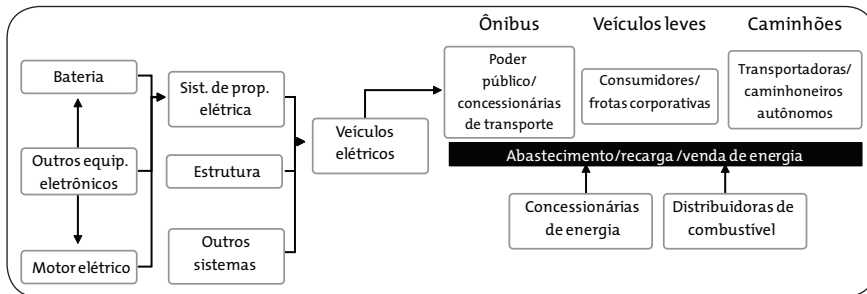 Ônibus
Veículos leves
Caminhões
Bateria
Outros equip.
eletrônicos
Motor elétrico
Sist. de prop.
elétrica
Estrutura
Outros
sistemas
Veículos
elétricos
Poder
público/
concessionárias
de transporte
Consumidores/
frotas corporativas
Transportadoras/
caminhoneiros
autônomos
Abastecimento/recarga/venda de energia
Concessionárias
de energia
Distribuidoras de
combustível